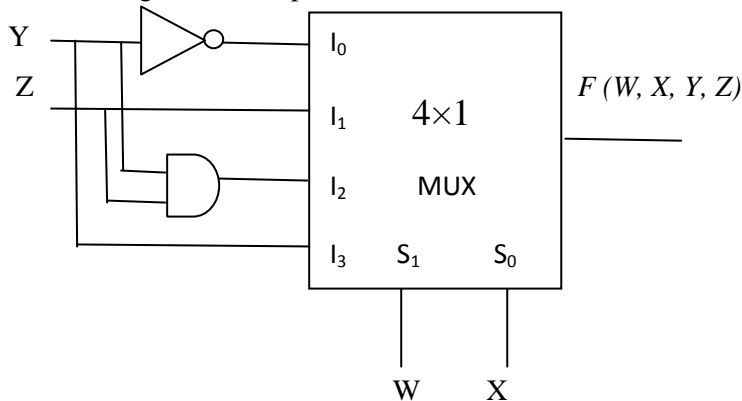 Y
Z
I0
I1
I2
I3
4×1
MUX
S1 S0
F (W, X, Y, Z)
W X